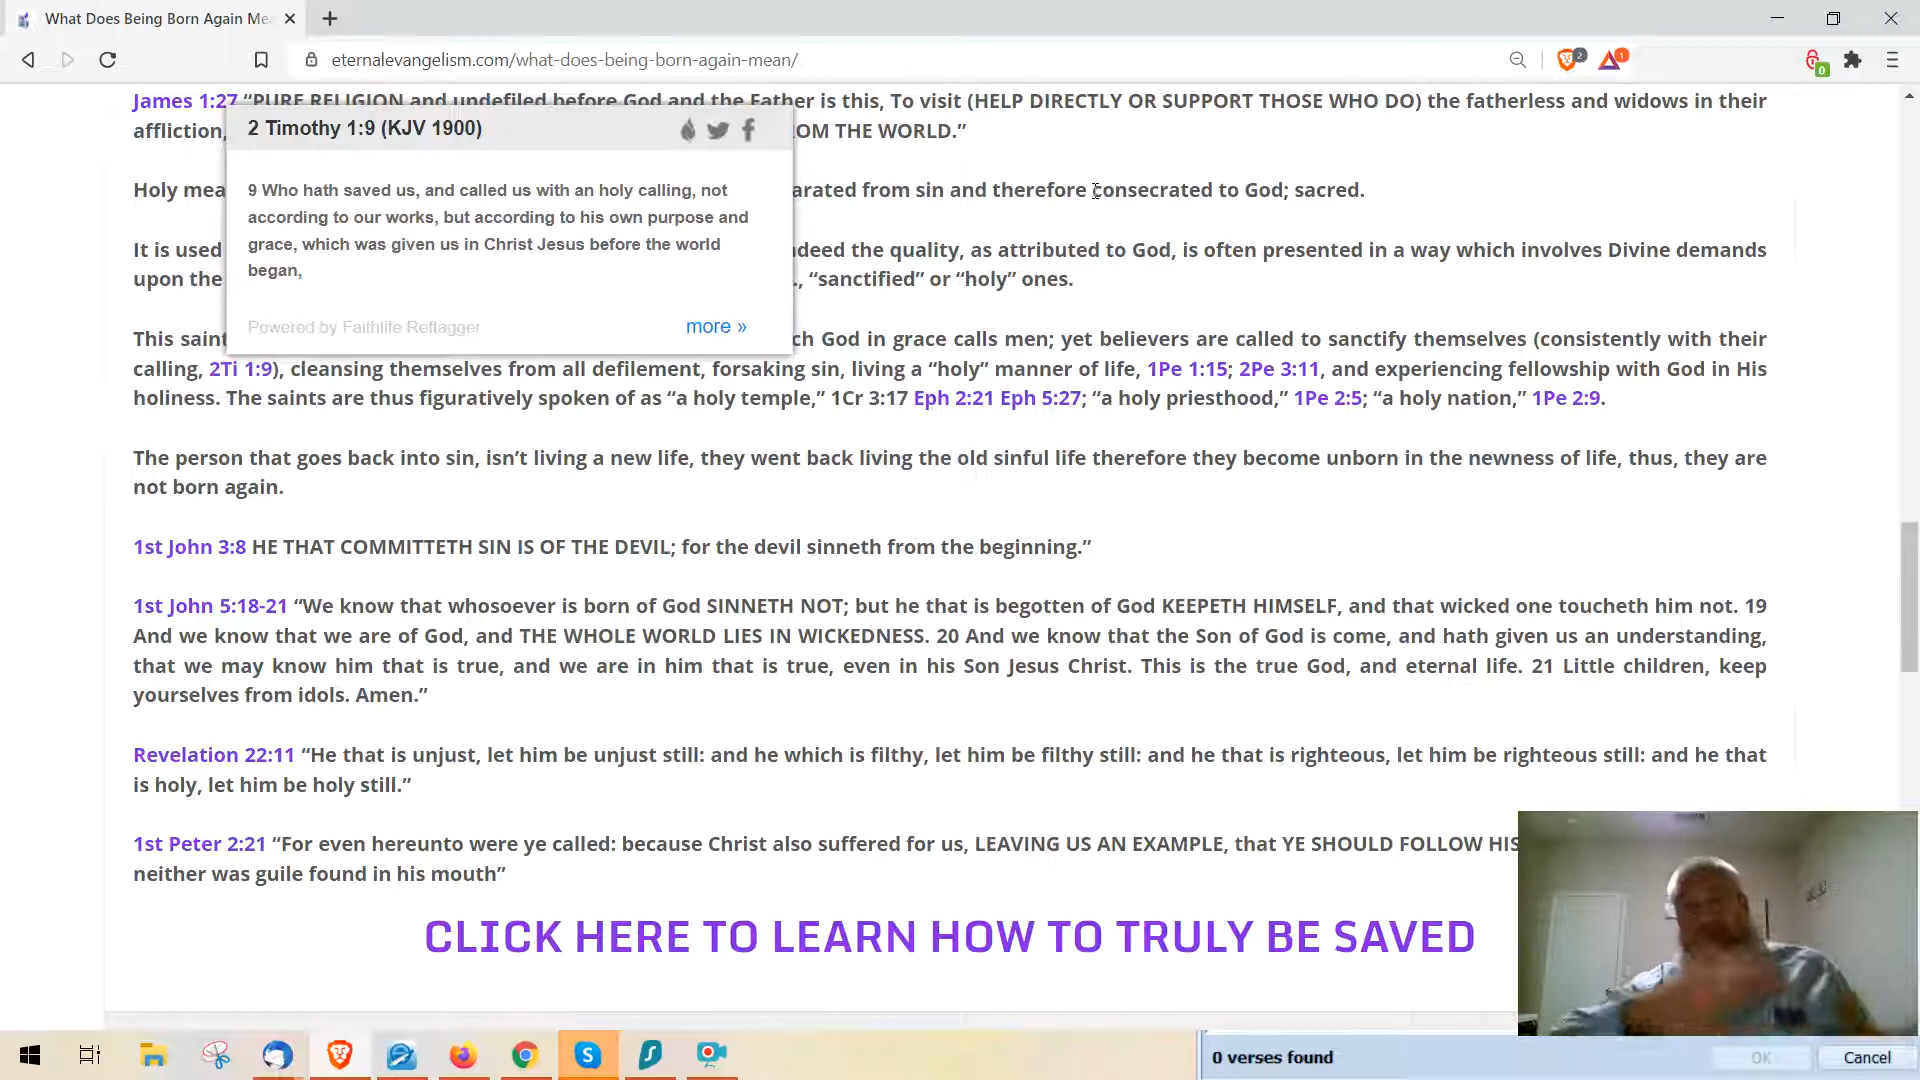 What Does Being Born Again Mea
eternalevangelism.com/what-does-being-born-again-mean/
2
1
0
James 1:27 “PURE RELIGION and undefiled before God and the Father is this, To visit (HELP DIRECTLY OR SUPPORT THOSE WHO DO) the fatherless and widows in their
affliction, OM THE WORLD.”
2 Timothy 1:9 (KJV 1900)
9 Who hath saved us, and called us with an holy calling, not
according to our works, but according to his own purpose and
grace, which was given us in Christ Jesus before the world
began,
Powered by Faithlife Reftagger
more »
Holy mea arated from sin and therefore consecrated to God; sacred.
It is used ndeed the quality, as attributed to God, is often presented in a way which involves Divine demands
upon the ., “sanctified” or “holy” ones.
This saint ch God in grace calls men; yet believers are called to sanctify themselves (consistently with their
calling, 2Ti 1:9), cleansing themselves from all defilement, forsaking sin, living a “holy” manner of life, 1Pe 1:15; 2Pe 3:11, and experiencing fellowship with God in His
holiness. The saints are thus figuratively spoken of as “a holy temple,” 1Cr 3:17 Eph 2:21 Eph 5:27; “a holy priesthood,” 1Pe 2:5; “a holy nation,” 1Pe 2:9.
The person that goes back into sin, isn’t living a new life, they went back living the old sinful life therefore they become unborn in the newness of life, thus, they are
not born again.
1st John 3:8 HE THAT COMMITTETH SIN IS OF THE DEVIL; for the devil sinneth from the beginning.”
1st John 5:18-21 “We know that whosoever is born of God SINNETH NOT; but he that is begotten of God KEEPETH HIMSELF, and that wicked one toucheth him not. 19
And we know that we are of God, and THE WHOLE WORLD LIES IN WICKEDNESS. 20 And we know that the Son of God is come, and hath given us an understanding,
that we may know him that is true, and we are in him that is true, even in his Son Jesus Christ. This is the true God, and eternal life. 21 Little children, keep
yourselves from idols. Amen.”
Revelation 22:11 “He that is unjust, let him be unjust still: and he which is filthy, let him be filthy still: and he that is righteous, let him be righteous still: and he that
is holy, let him be holy still.”
1st Peter 2:21 “For even hereunto were ye called: because Christ also suffered for us, LEAVING US AN EXAMPLE, that YE SHOULD FOLLOW HIS
neither was guile found in his mouth”
CLICK HERE TO LEARN HOW TO TRULY BE SAVED
0 verses found
OK
Cancel